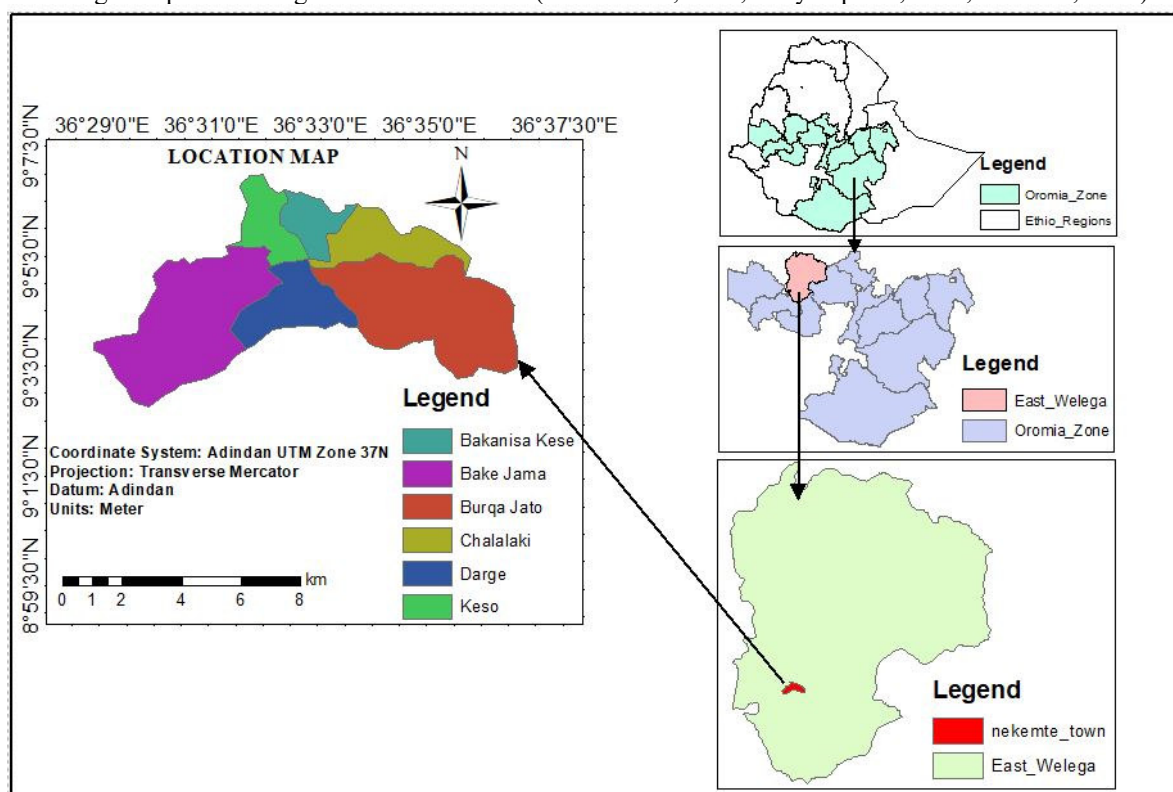 36°29'0"E 36°31'0"E 36°33'0"E 36°35'0"E 36°37'30"E
9°7'30"N
9°5'30"N
9°3'30"N
9°1'30"N
8°59'30"N
LOCATION MAP
N
Coordinate System: Adindan UTM Zone 37N
Projection: Transverse Mercator
Datum: Adindan
Units: Meter
0 1 2 4 6 8
km
Legend
Bakanisa Kese
Bake Jama
Burqa Jato
Chalalaki
Darge
Keso
Legend
Oromia_Zone
Ethio_Regions
Legend
East_Welega
Oromia_Zone
Legend
nekemte_town
East_Welega